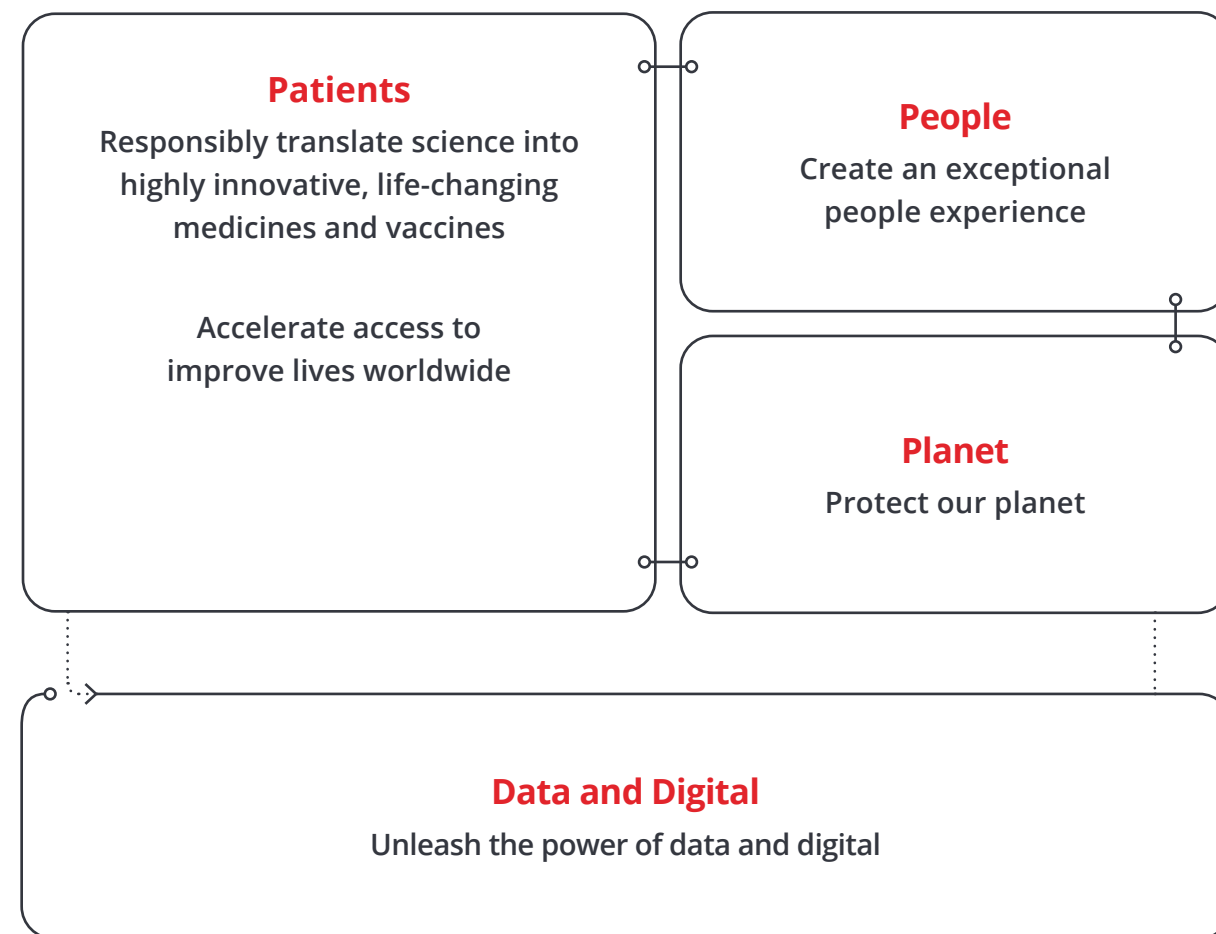 Patients
Responsibly translate science into
highly innovative, life-changing
medicines and vaccines
Accelerate access to
improve lives worldwide
People
Create an exceptional
people experience
Planet
Protect our planet
Data and Digital
Unleash the power of data and digital